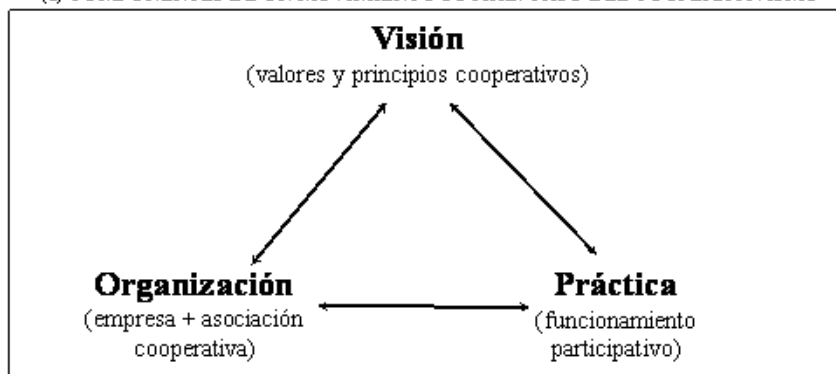 Visión
(valores y principios cooperativos)
Organización
(empresa + asociación
cooperativa)
Práctica
(funcionamiento
participativo)